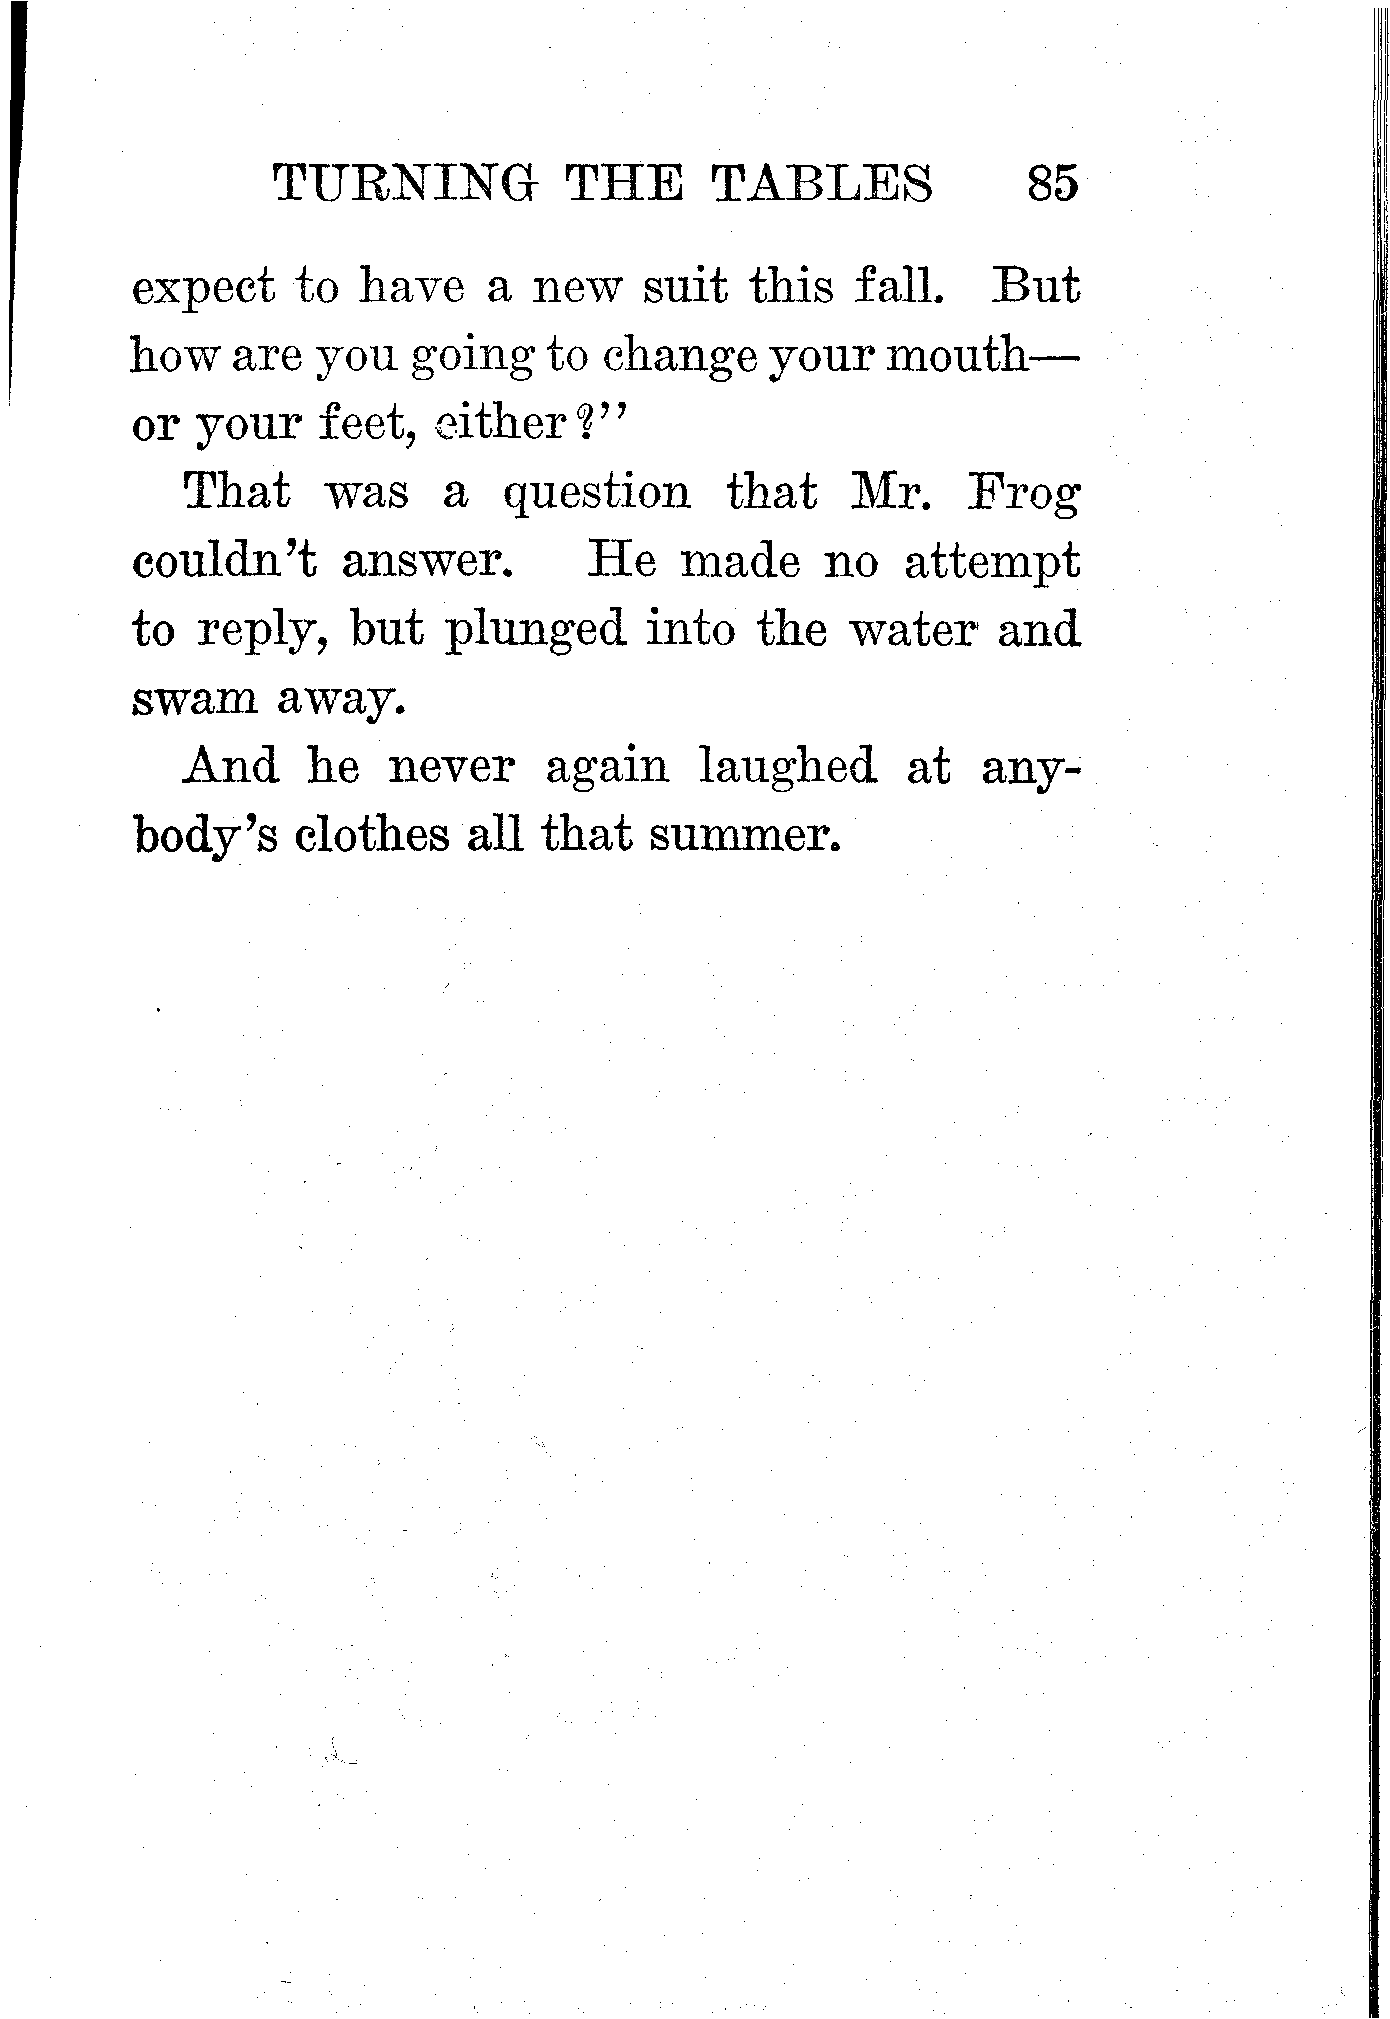 TURNING THE TABLES 85
expect to have a new suit this fall. But
how are you going to change your mouth—
or your feet, either?"
That was a question that Mr. Frog
couldn't answer. He made no attempt
to reply, but plunged into the water and
swam away.
And he never again laughed at any-
body's clothes all that summer.